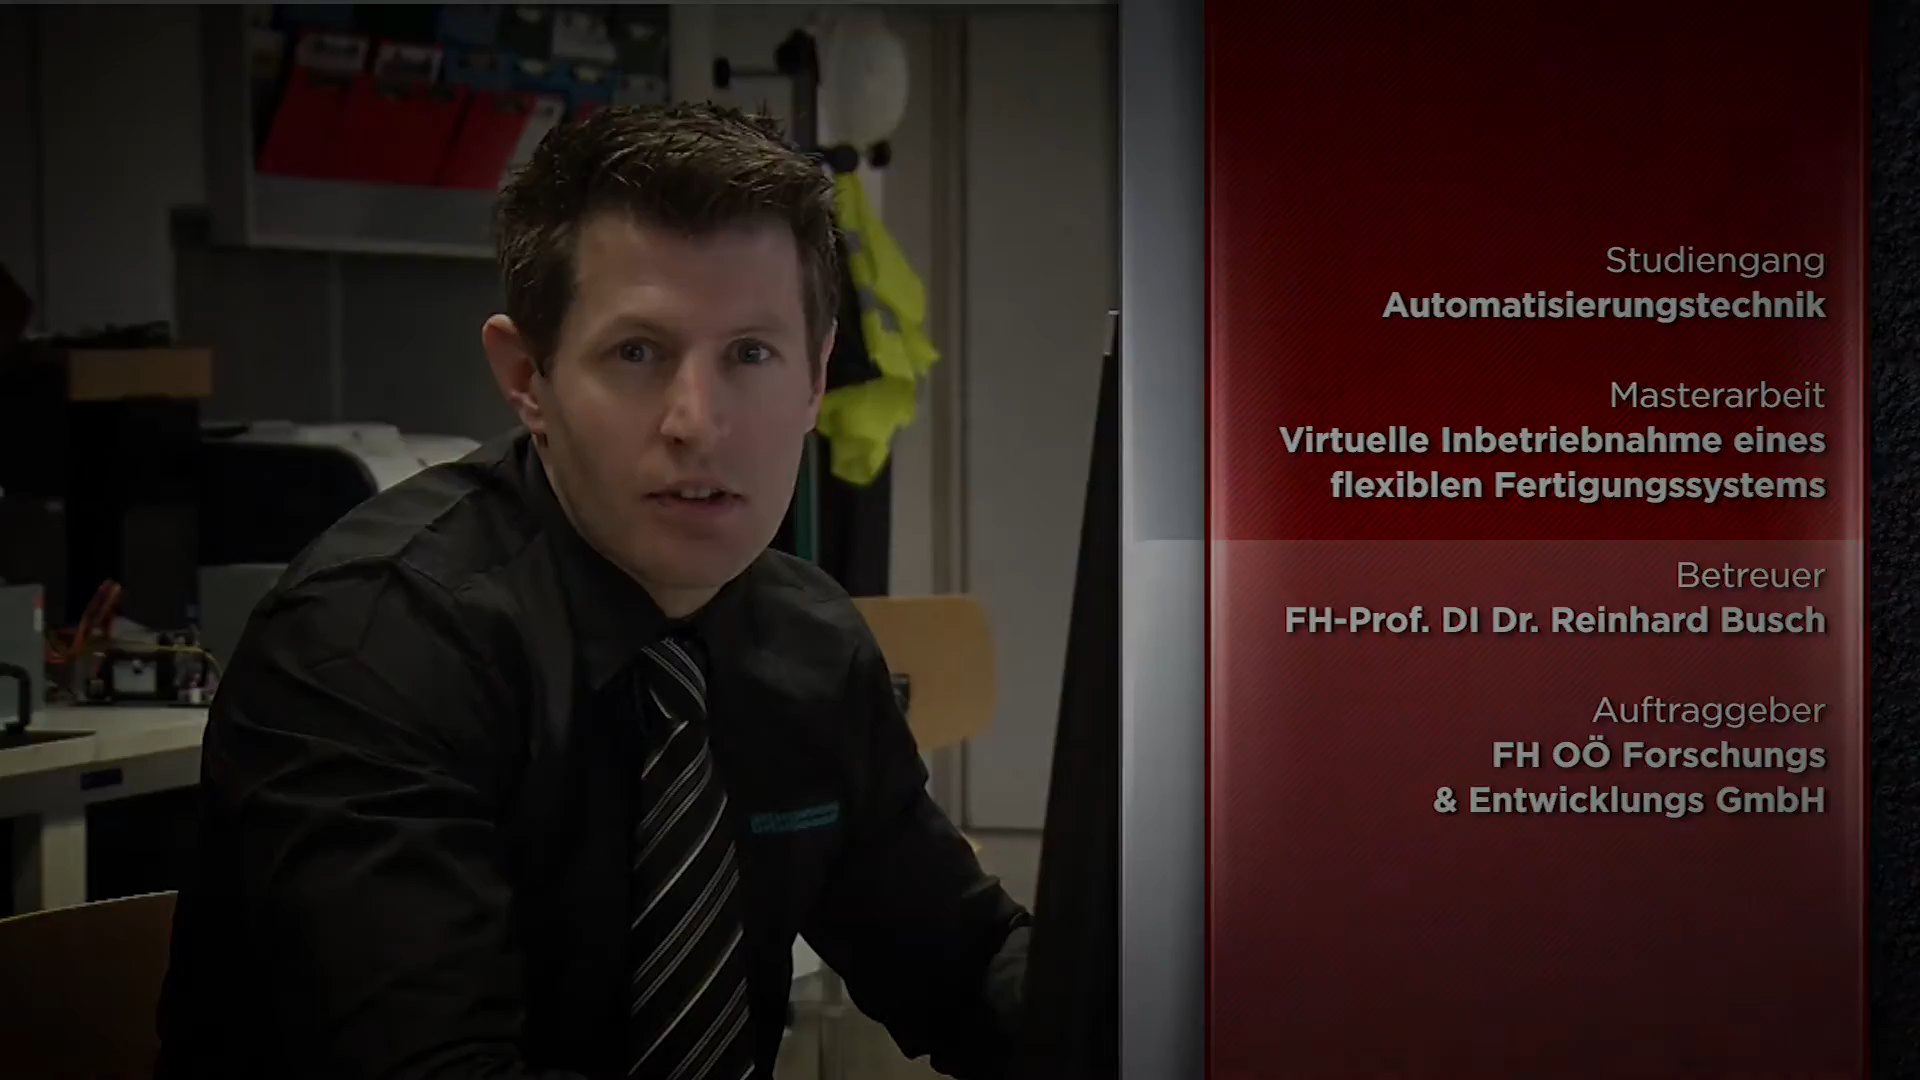 Studiengang
Automatisierungstechnik
Masterarbeit
Virtuelle Inbetriebnahme eines
flexiblen Fertigungssystems
Betreuer
FH-Prof. DI Dr. Reinhard Busch
Auftraggeber
FH OÖ Forschungs
& Entwicklungs GmbH